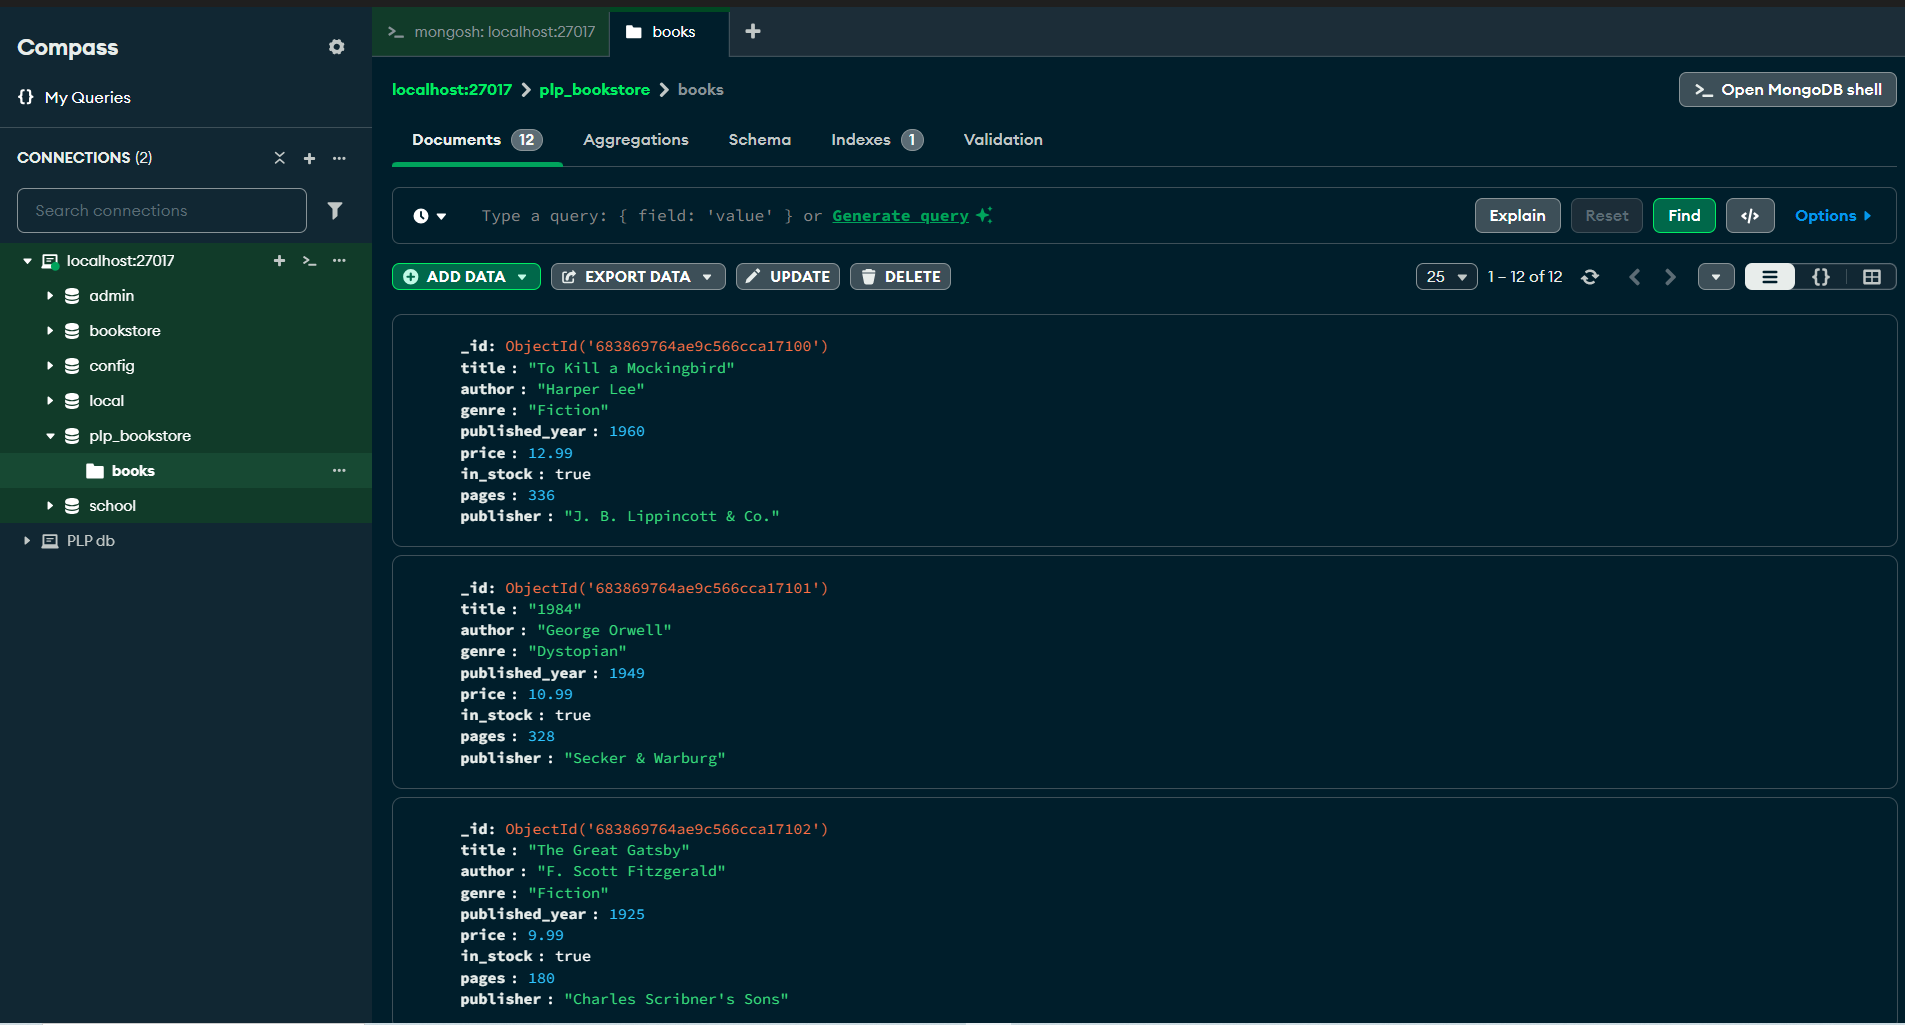 Compass
My Queries
CONNECTIONS (2)
Search connections
localhost:27017
admin
bookstore
config
local
plp_bookstore
books
school
PLP db
mongosh: localhost:27017
books
localhost:27017 > plp_bookstore > books
Open MongoDB shell
Documents 12 Aggregations Schema Indexes 1 Validation
Type a query: { field: 'value' } or Generate query
Explain Reset Find </> Options
ADD DATA EXPORT DATA UPDATE DELETE
25 1 – 12 of 12 {}
_id: ObjectId('683869764ae9c566cca17100')
title : "To Kill a Mockingbird"
author : "Harper Lee"
genre : "Fiction"
published_year : 1960
price : 12.99
in_stock : true
pages : 336
publisher : "J. B. Lippincott & Co."
_id: ObjectId('683869764ae9c566cca17101')
title : "1984"
author : "George Orwell"
genre : "Dystopian"
published_year : 1949
price : 10.99
in_stock : true
pages : 328
publisher : "Secker & Warburg"
_id: ObjectId('683869764ae9c566cca17102')
title : "The Great Gatsby"
author : "F. Scott Fitzgerald"
genre : "Fiction"
published_year : 1925
price : 9.99
in_stock : true
pages : 180
publisher : "Charles Scribner's Sons"